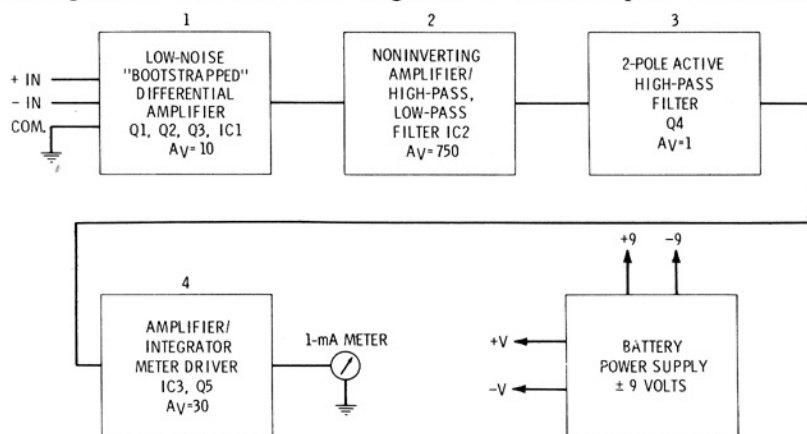 1
LOW-NOISE
"BOOTSTRAPPED"
DIFFERENTIAL
AMPLIFIER
Q1, Q2, Q3, IC1
AV=10
+ IN
− IN
COM.
2
NONINVERTING
AMPLIFIER/
HIGH-PASS,
LOW-PASS
FILTER IC2
AV=750
3
2-POLE ACTIVE
HIGH-PASS
FILTER
Q4
AV=1
4
AMPLIFIER/
INTEGRATOR
METER DRIVER
IC3, Q5
AV=30
1-mA METER
+9
−9
+V
−V
BATTERY
POWER SUPPLY
± 9 VOLTS